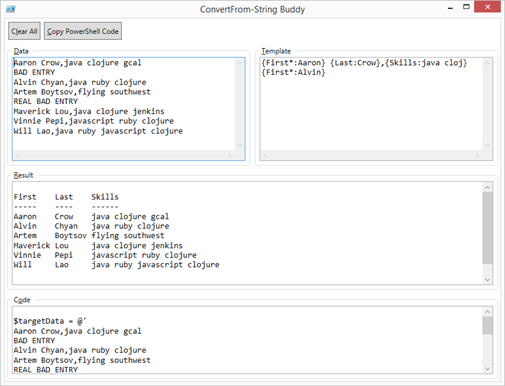 ConvertFrom-String Buddy
Clear All Copy PowerShell Code
Data
Aaron Crow,java clojure gcal
BAD ENTRY
Alvin Chyan,java ruby clojure
Artem Boytsov,flying southwest
REAL BAD ENTRY
Maverick Lou,java clojure jenkins
Vinnie Pepi,javascript ruby clojure
Will Lao,java ruby javascript clojure
Template
{First*:Aaron} {Last:Crow},{Skills:java cloj}
{First*:Alvin}
Result
First Last Skills
----- ---- ------
Aaron Crow java clojure gcal
Alvin Chyan java ruby clojure
Artem Boytsov flying southwest
Maverick Lou java clojure jenkins
Vinnie Pepi javascript ruby clojure
Will Lao java ruby javascript clojure
Code
$targetData = @'
Aaron Crow,java clojure gcal
BAD ENTRY
Alvin Chyan,java ruby clojure
Artem Boytsov,flying southwest
REAL BAD ENTRY